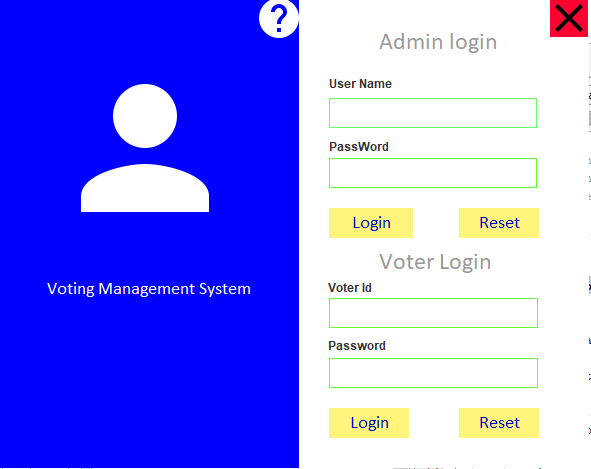 ?
Admin login
User Name
PassWord
Login Reset
Voting Management System
Voter Login
Voter Id
Password
Login Reset